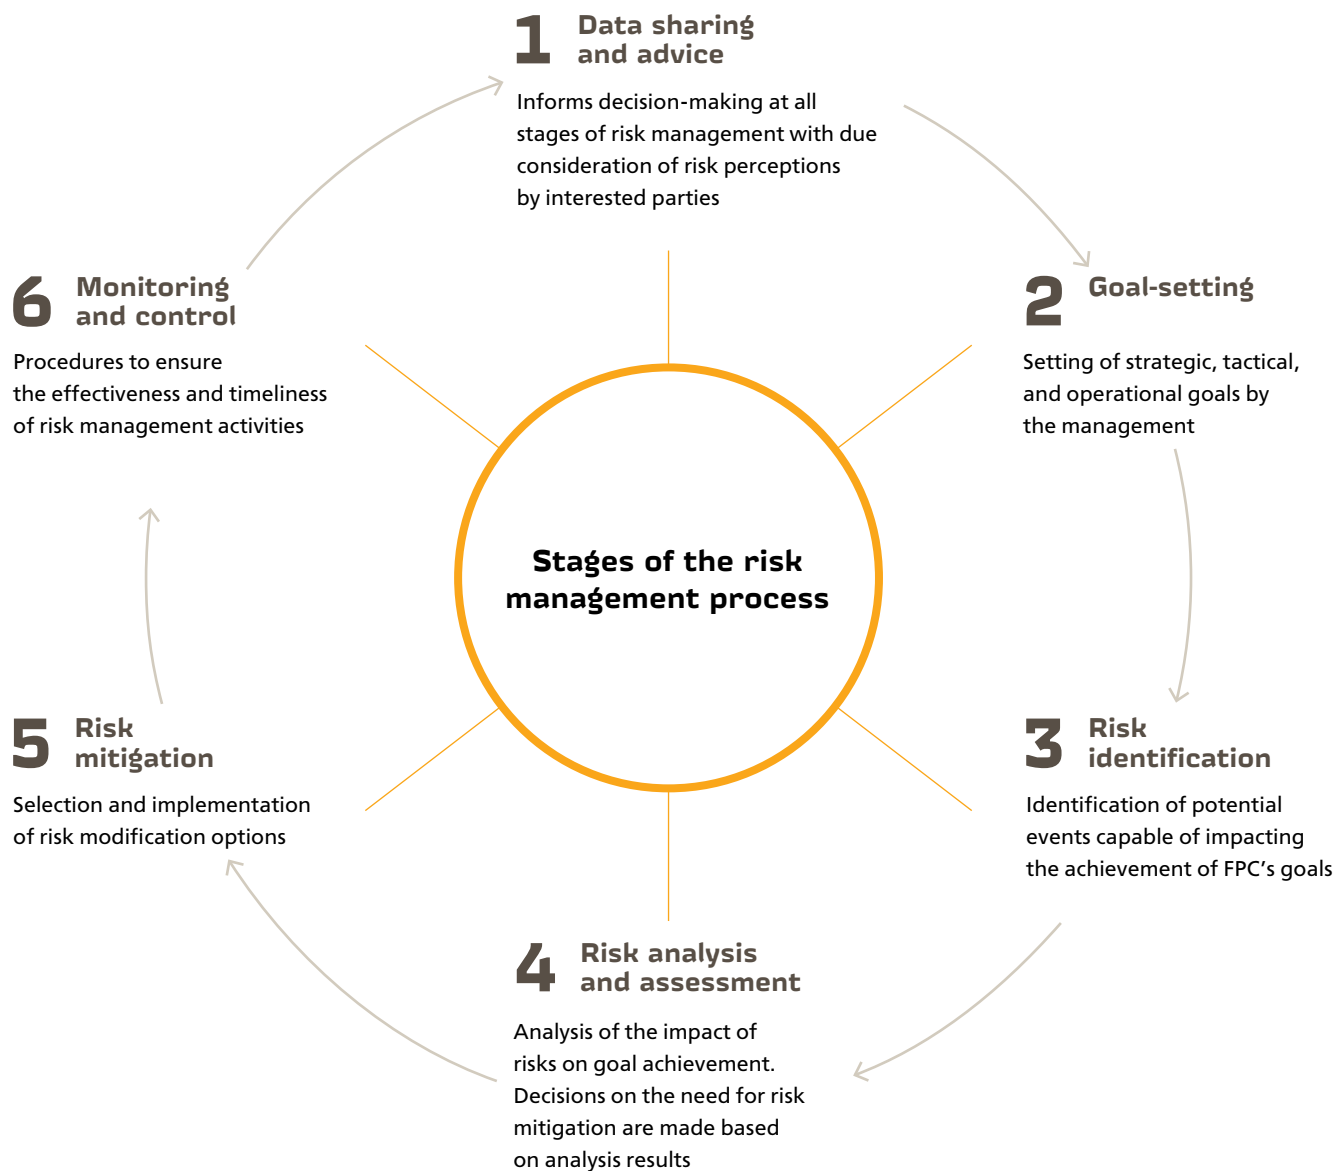 1 Data sharing
and advice
Informs decision-making at all
stages of risk management with due
consideration of risk perceptions
by interested parties
2 Goal-setting
Setting of strategic, tactical,
and operational goals by
the management
3 Risk
identification
Identification of potential
events capable of impacting
the achievement of FPC's goals
4 Risk analysis
and assessment
Analysis of the impact of
risks on goal achievement.
Decisions on the need for risk
mitigation are made based
on analysis results
5 Risk
mitigation
Selection and implementation
of risk modification options
6 Monitoring
and control
Procedures to ensure
the effectiveness and timeliness
of risk management activities
Stages of the risk
management process